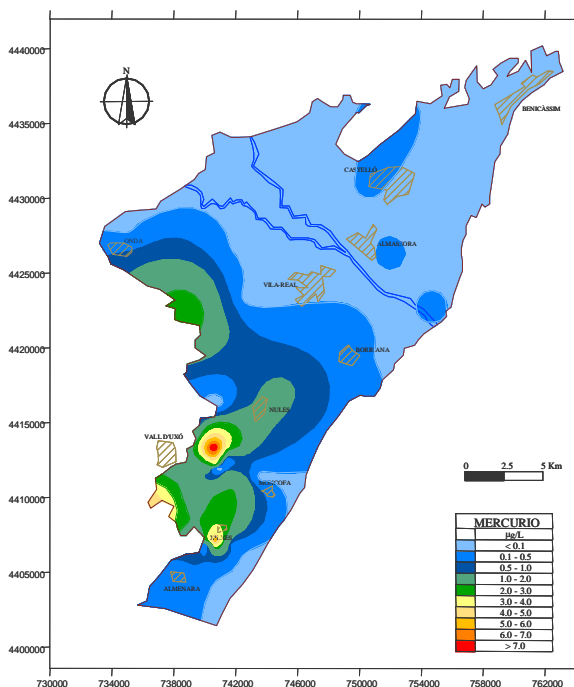 4440000
4435000
4430000
4425000
4420000
4415000
4410000
4405000
4400000
N
BENICÀSSIM
CASTELLÓ
ALMASSORA
ONDA
VILA-REAL
BORRIANA
NULES
VALL D'UXÓ
ALMENARA
0 2.5 5 Km
MERCURIO
µg/L
< 0.1
0.1 - 0.5
0.5 - 1.0
1.0 - 2.0
2.0 - 3.0
3.0 - 4.0
4.0 - 5.0
5.0 - 6.0
6.0 - 7.0
> 7.0
730000 734000 738000 742000 746000 750000 754000 758000 762000